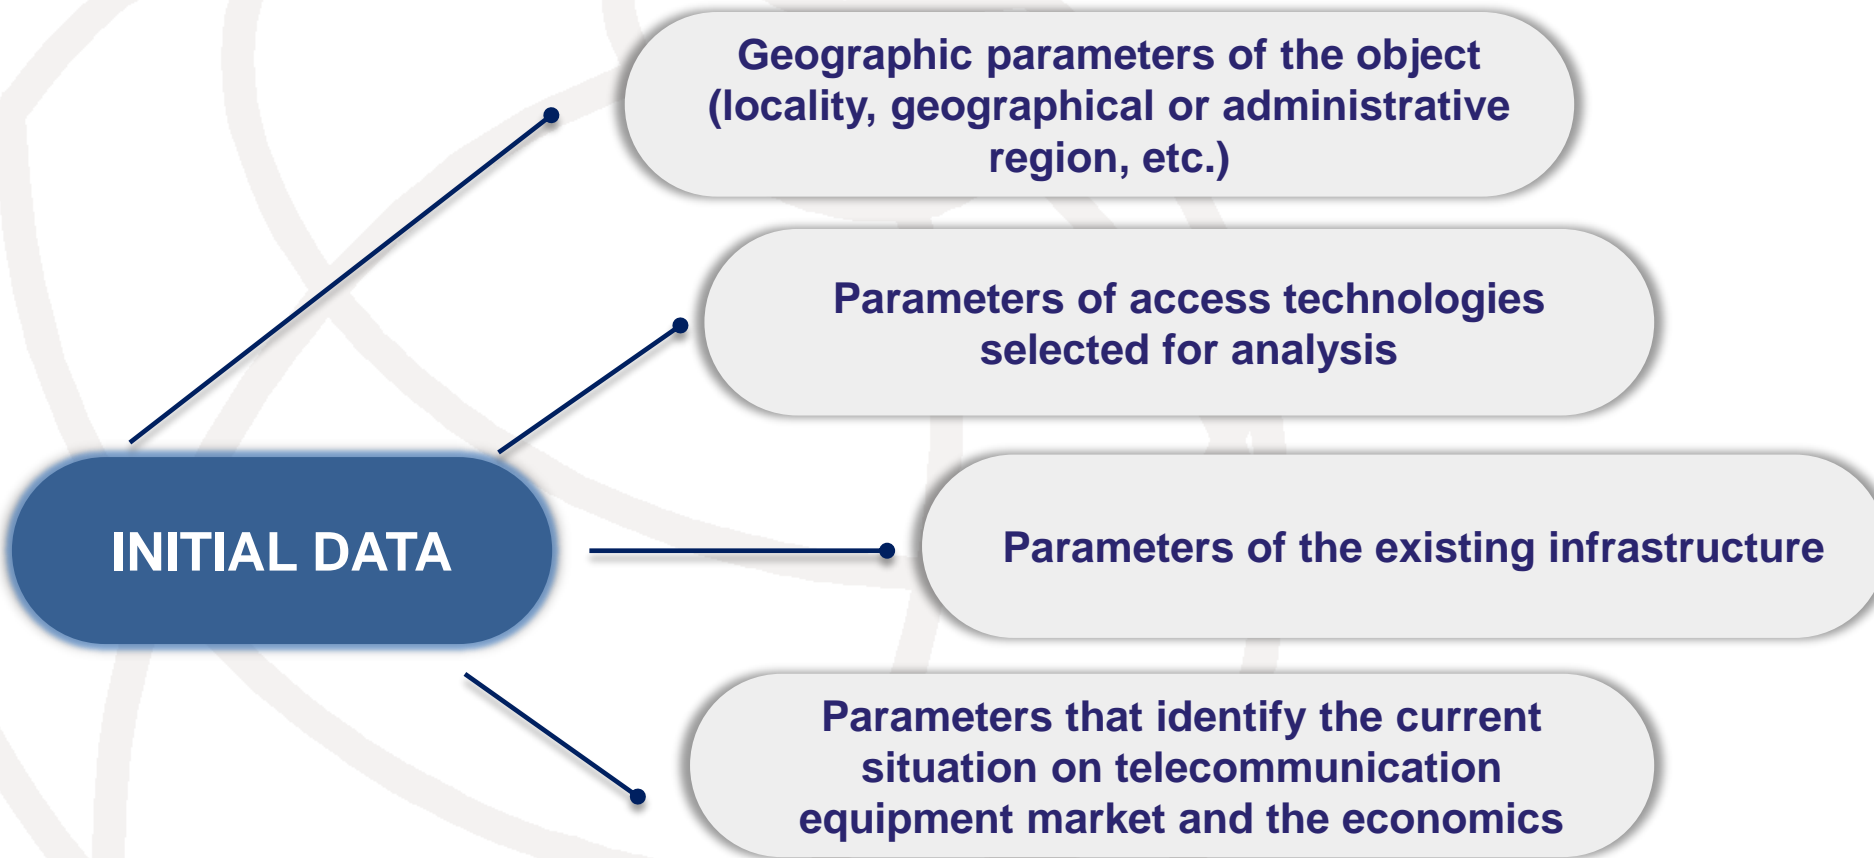 Geographic parameters of the object
(locality, geographical or administrative
region, etc.)
Parameters of access technologies
selected for analysis
INITIAL DATA
Parameters of the existing infrastructure
Parameters that identify the current
situation on telecommunication
equipment market and the economics